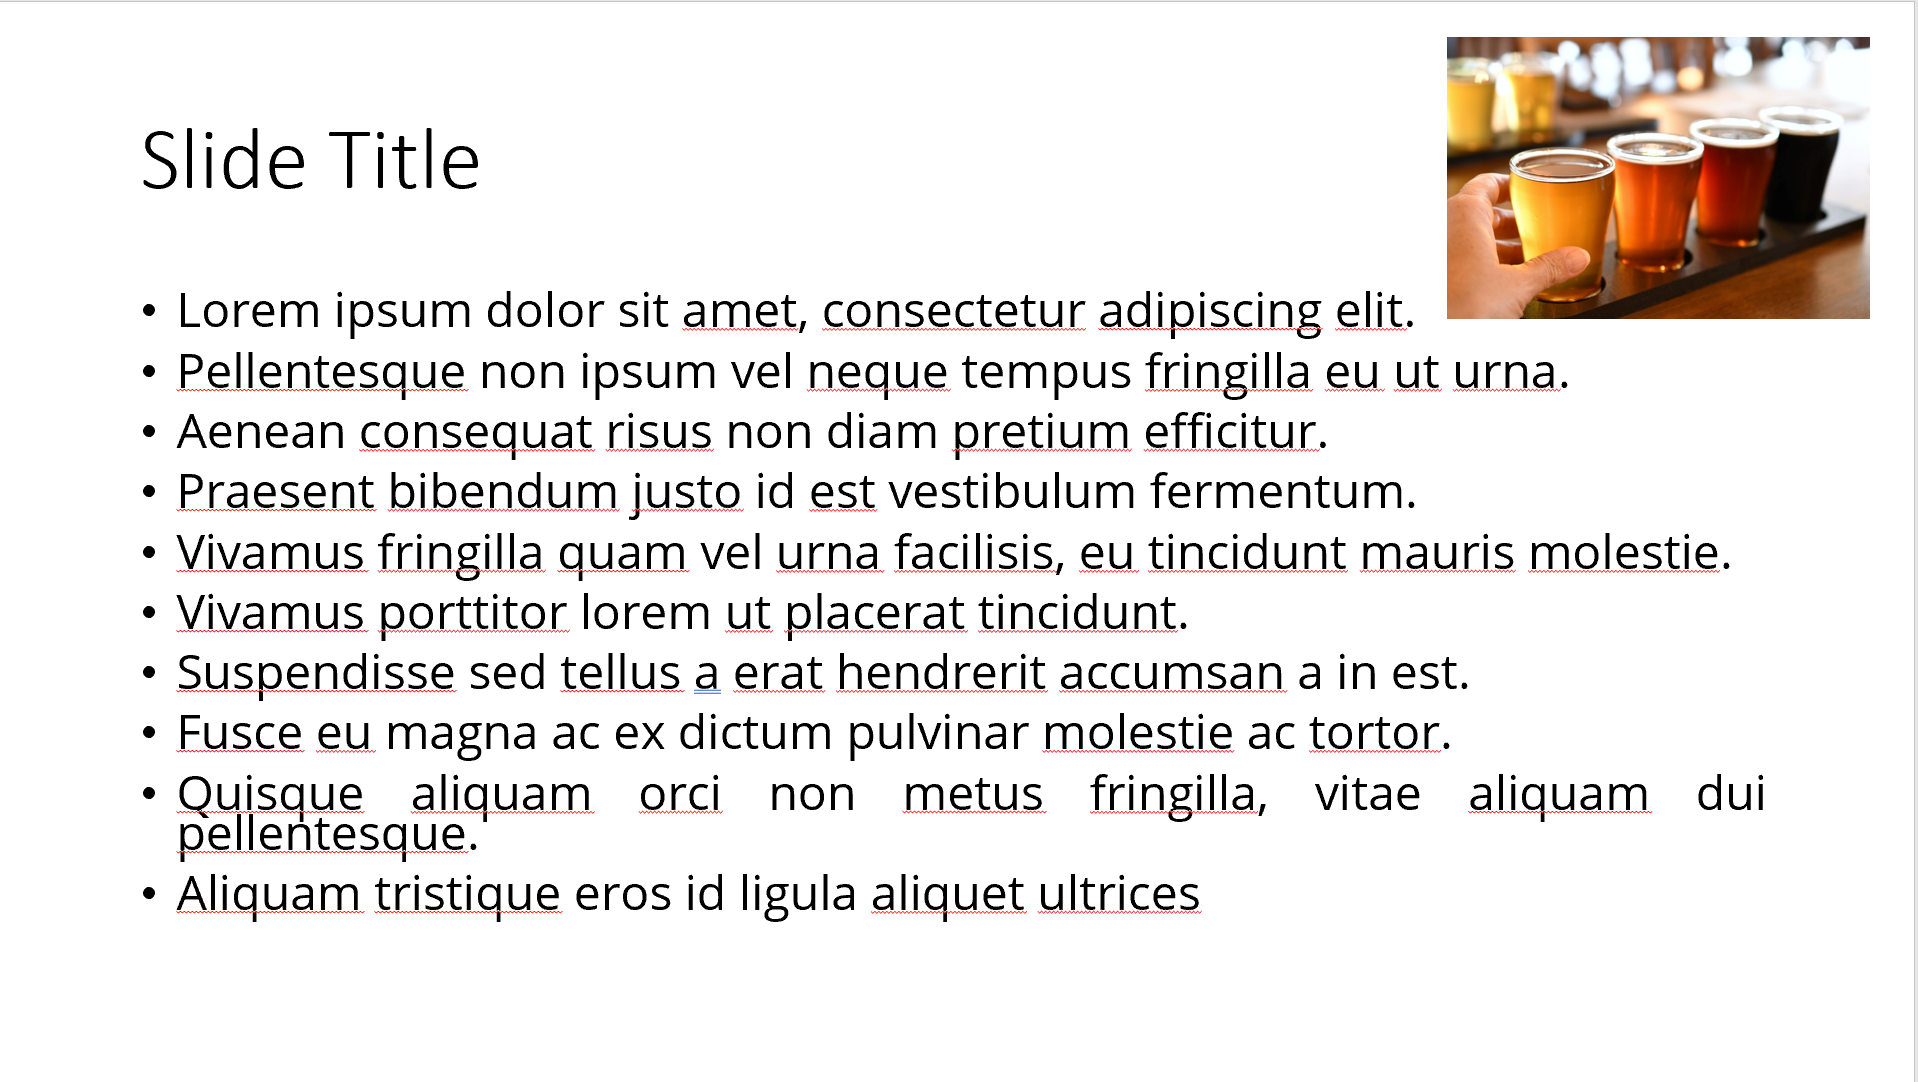 Slide Title
• Lorem ipsum dolor sit amet, consectetur adipiscing elit.
• Pellentesque non ipsum vel neque tempus fringilla eu ut urna.
• Aenean consequat risus non diam pretium efficitur.
• Praesent bibendum justo id est vestibulum fermentum.
• Vivamus fringilla quam vel urna facilisis, eu tincidunt mauris molestie.
• Vivamus porttitor lorem ut placerat tincidunt.
• Suspendisse sed tellus a erat hendrerit accumsan a in est.
• Fusce eu magna ac ex dictum pulvinar molestie ac tortor.
• Quisque aliquam orci non metus fringilla, vitae aliquam dui
pellentesque.
• Aliquam tristique eros id ligula aliquet ultrices